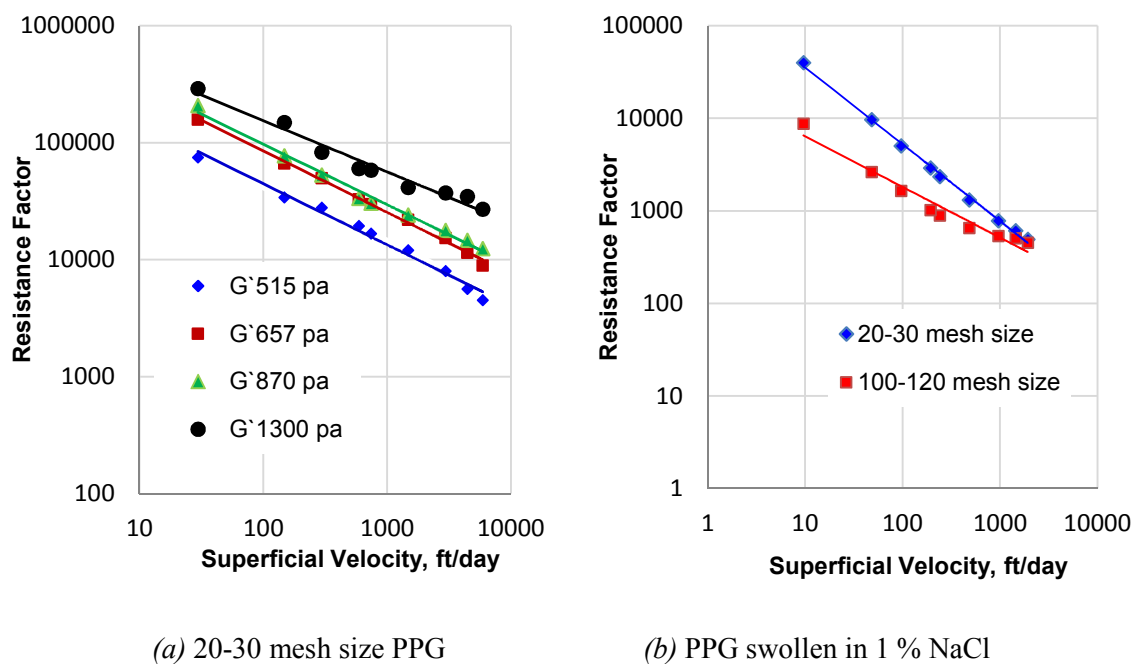 1000000
100000
10000
1000
100
10
100
1000
10000
Resistance Factor
Superficial Velocity, ft/day
G`515 pa
G`657 pa
G`870 pa
G`1300 pa
(a) 20-30 mesh size PPG
100000
10000
1000
100
10
1
1
10
100
1000
10000
Resistance Factor
Superficial Velocity, ft/day
20-30 mesh size
100-120 mesh size
(b) PPG swollen in 1 % NaCl